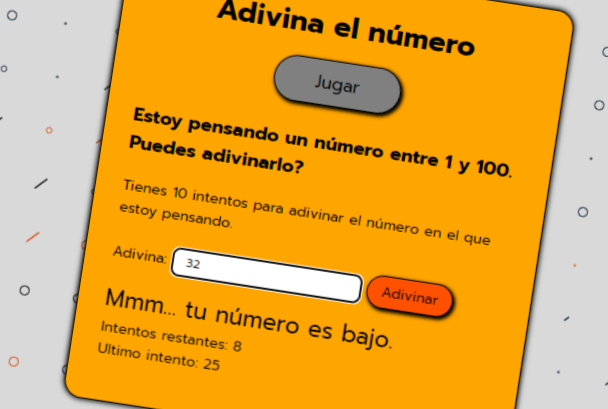 Adivina el número
Jugar
Estoy pensando un número entre 1 y 100.
Puedes adivinarlo?
Tienes 10 intentos para adivinar el número en el que
estoy pensando.
Adivina: 32 Adivinar
Mmm... tu número es bajo.
Intentos restantes: 8
Ultimo intento: 25